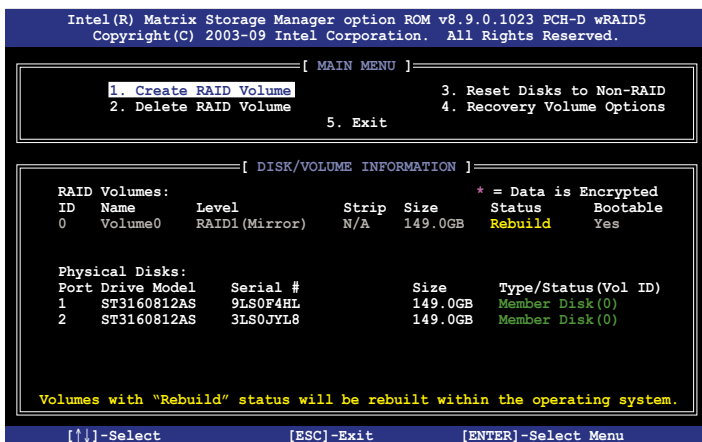 Intel(R) Matrix Storage Manager option ROM v8.9.0.1023 PCH-D wRAID5
Copyright(C) 2003-09 Intel Corporation. All Rights Reserved.
[ MAIN MENU ]
1. Create RAID Volume 3. Reset Disks to Non-RAID
2. Delete RAID Volume 4. Recovery Volume Options
5. Exit
[ DISK/VOLUME INFORMATION ]
RAID Volumes: * = Data is Encrypted
ID Name Level Strip Size Status Bootable
0 Volume0 RAID1(Mirror) N/A 149.0GB Rebuild Yes
Physical Disks:
Port Drive Model Serial # Size Type/Status(Vol ID)
1 ST3160812AS 9LS0F4HL 149.0GB Member Disk(0)
2 ST3160812AS 3LS0JYL8 149.0GB Member Disk(0)
Volumes with “Rebuild” status will be rebuilt within the operating system.
[↑↓]-Select [ESC]-Exit [ENTER]-Select Menu